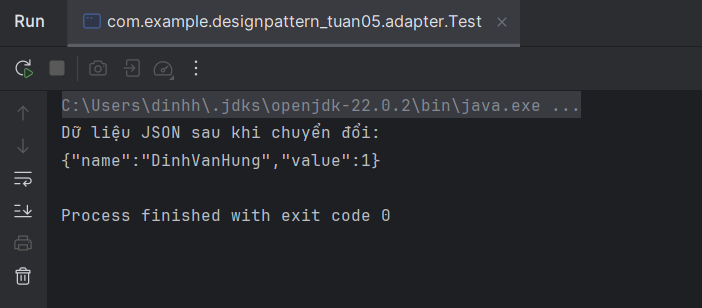 Run
com.example.designpattern_tuan05.adapter.Test
C:\Users\dinhh\.jdks\openjdk-22.0.2\bin\java.exe ...
Dữ liệu JSON sau khi chuyển đổi:
{"name":"DinhVanHung","value":1}
Process finished with exit code 0